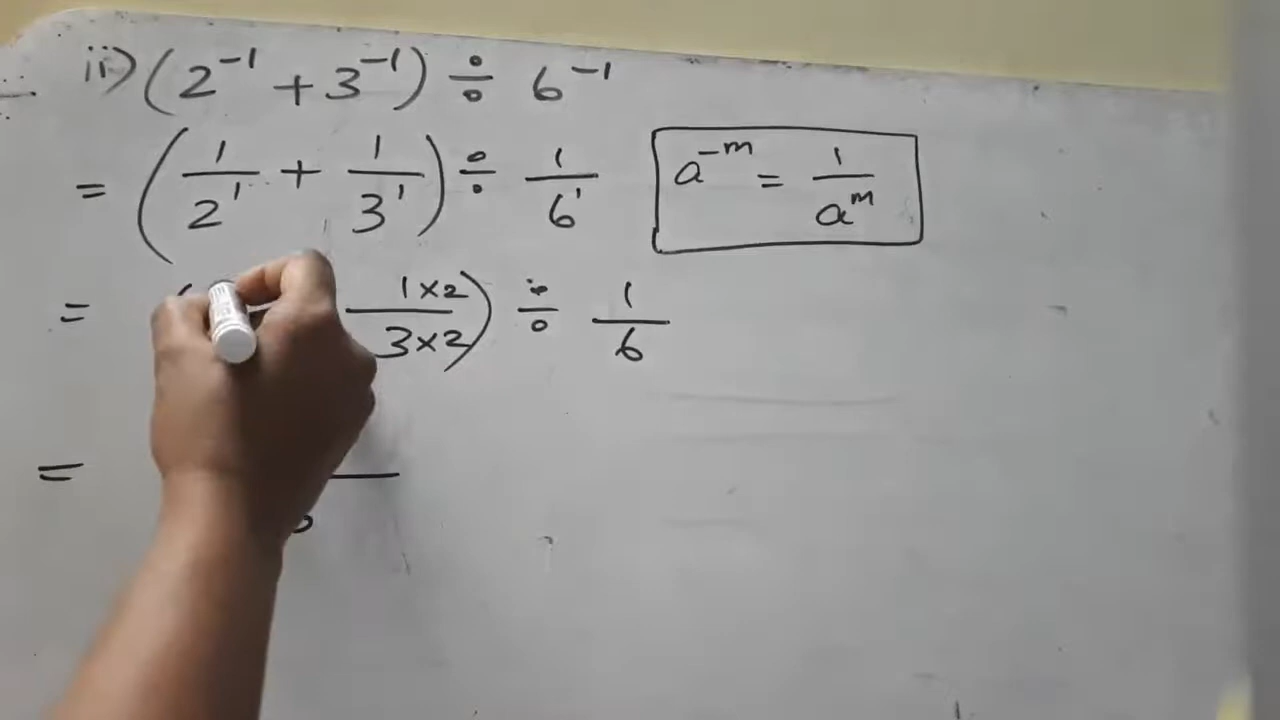 ii) (2⁻¹ + 3⁻¹) ÷ 6⁻¹
= (1/2¹ + 1/3¹) ÷ 1/6¹ a⁻ᵐ = 1/aᵐ
= ( 1×2/3×2) ÷ 1/6
=